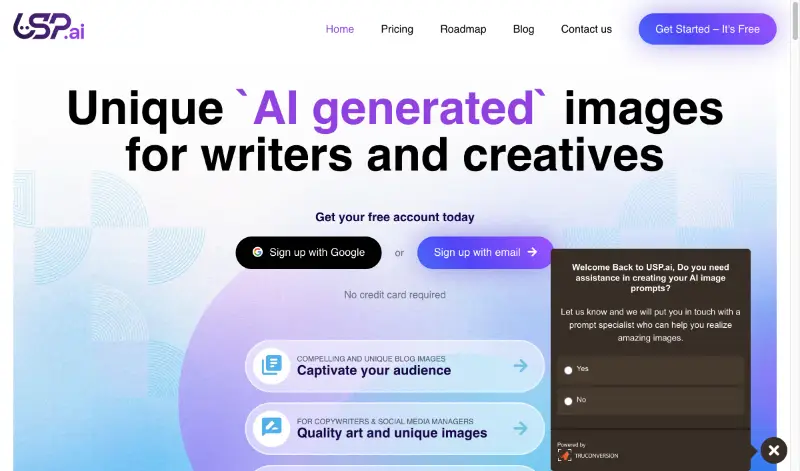 USP.ai
Home
Pricing
Roadmap
Blog
Contact us
Get Started – It's Free
Unique `AI generated` images
for writers and creatives
Get your free account today
Sign up with Google
or
Sign up with email
No credit card required
COMPELLING AND UNIQUE BLOG IMAGES
Captivate your audience
FOR COPYWRITERS & SOCIAL MEDIA MANAGERS
Quality art and unique images
Welcome Back to USP.ai, Do you need
assistance in creating your AI image
prompts?
Let us know and we will put you in touch with a
prompt specialist who can help you realize
amazing images.
Yes
No
Powered by
TRUCONVERSION